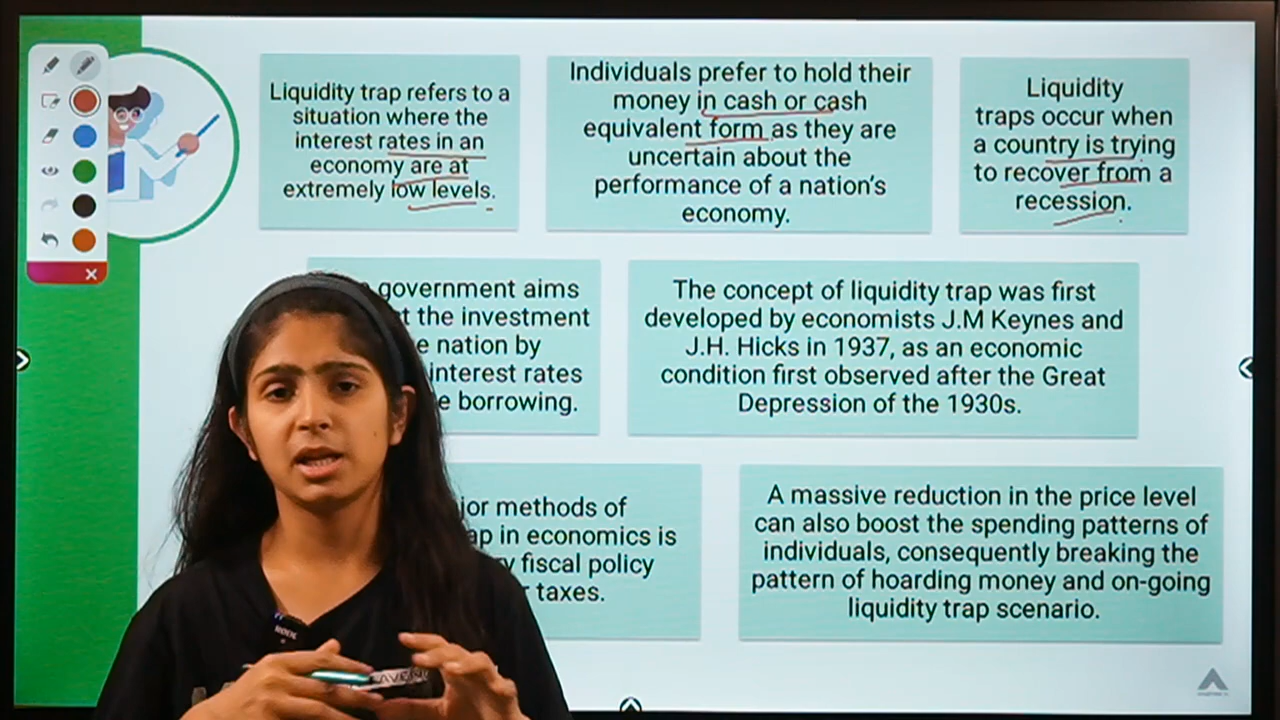 Liquidity trap refers to a
situation where the
interest rates in an
economy are at
extremely low levels.
Individuals prefer to hold their
money in cash or cash
equivalent form as they are
uncertain about the
performance of a nation's
economy.
Liquidity
traps occur when
a country is trying
to recover from a
recession.
government aims
the investment
nation by
interest rates
borrowing.
The concept of liquidity trap was first
developed by economists J.M Keynes and
J.H. Hicks in 1937, as an economic
condition first observed after the Great
Depression of the 1930s.
methods of
in economics is
fiscal policy
taxes.
A massive reduction in the price level
can also boost the spending patterns of
individuals, consequently breaking the
pattern of hoarding money and on-going
liquidity trap scenario.
RODE